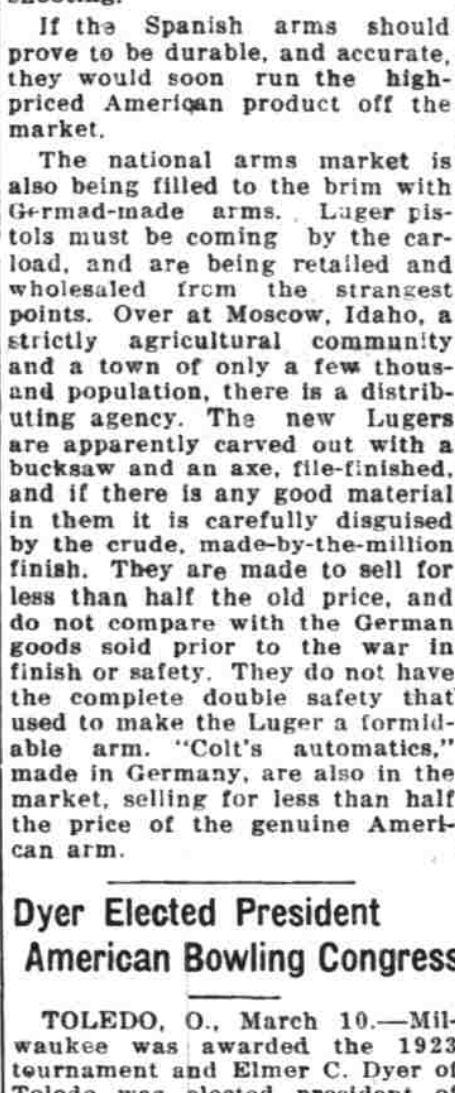 shooting.
If the Spanish arms should
prove to be durable, and accurate,
they would soon run the high-
priced American product off the
market.
The national arms market is
also being filled to the brim with
Germad-made arms. Luger pis-
tols must be coming by the car-
load, and are being retailed and
wholesaled from the strangest
points. Over at Moscow, Idaho, a
strictly agricultural community
and a town of only a few thous-
and population, there is a distrib-
uting agency. The new Lugers
are apparently carved out with a
bucksaw and an axe, file-finished,
and if there is any good material
in them it is carefully disguised
by the crude, made-by-the-million
finish. They are made to sell for
less than half the old price, and
do not compare with the German
goods sold prior to the war in
finish or safety. They do not have
the complete double safety that
used to make the Luger a formid-
able arm. "Colt's automatics,"
made in Germany, are also in the
market, selling for less than half
the price of the genuine Ameri-
can arm.
Dyer Elected President
American Bowling Congress
TOLEDO, O., March 10.—Mil-
waukee was awarded the 1923
tournament and Elmer C. Dyer of
Toledo was elected president of